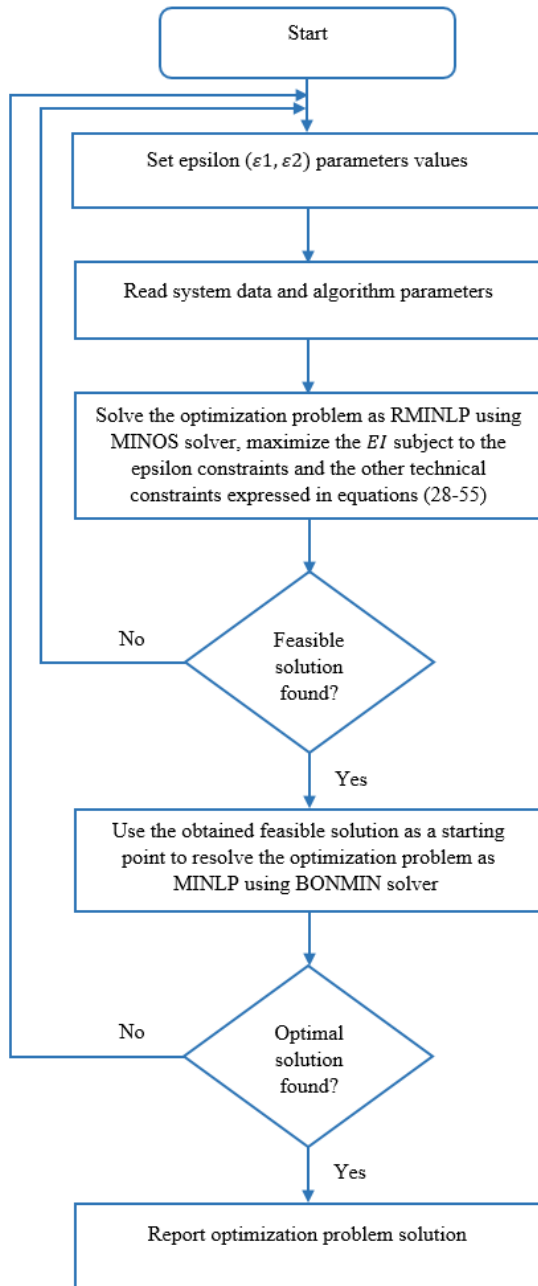 Start
Set epsilon (ε1, ε2) parameters values
Read system data and algorithm parameters
Solve the optimization problem as RMINLP using
MINOS solver, maximize the EI subject to the
epsilon constraints and the other technical
constraints expressed in equations (28-55)
No
Feasible
solution
found?
Yes
Use the obtained feasible solution as a starting
point to resolve the optimization problem as
MINLP using BONMIN solver
No
Optimal
solution
found?
Yes
Report optimization problem solution